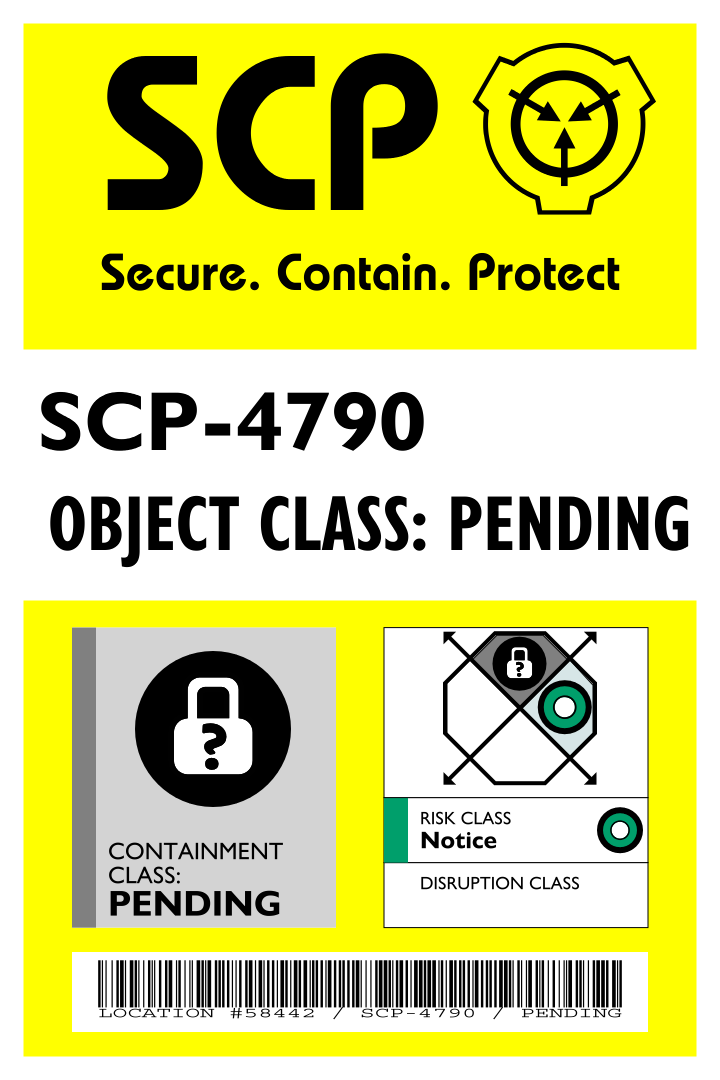 SCP
Secure. Contain. Protect
SCP-4790
OBJECT CLASS: PENDING
?
?
CONTAINMENT
CLASS:
PENDING
RISK CLASS
Notice
DISRUPTION CLASS
LOCATION #58442 / SCP-4790 / PENDING